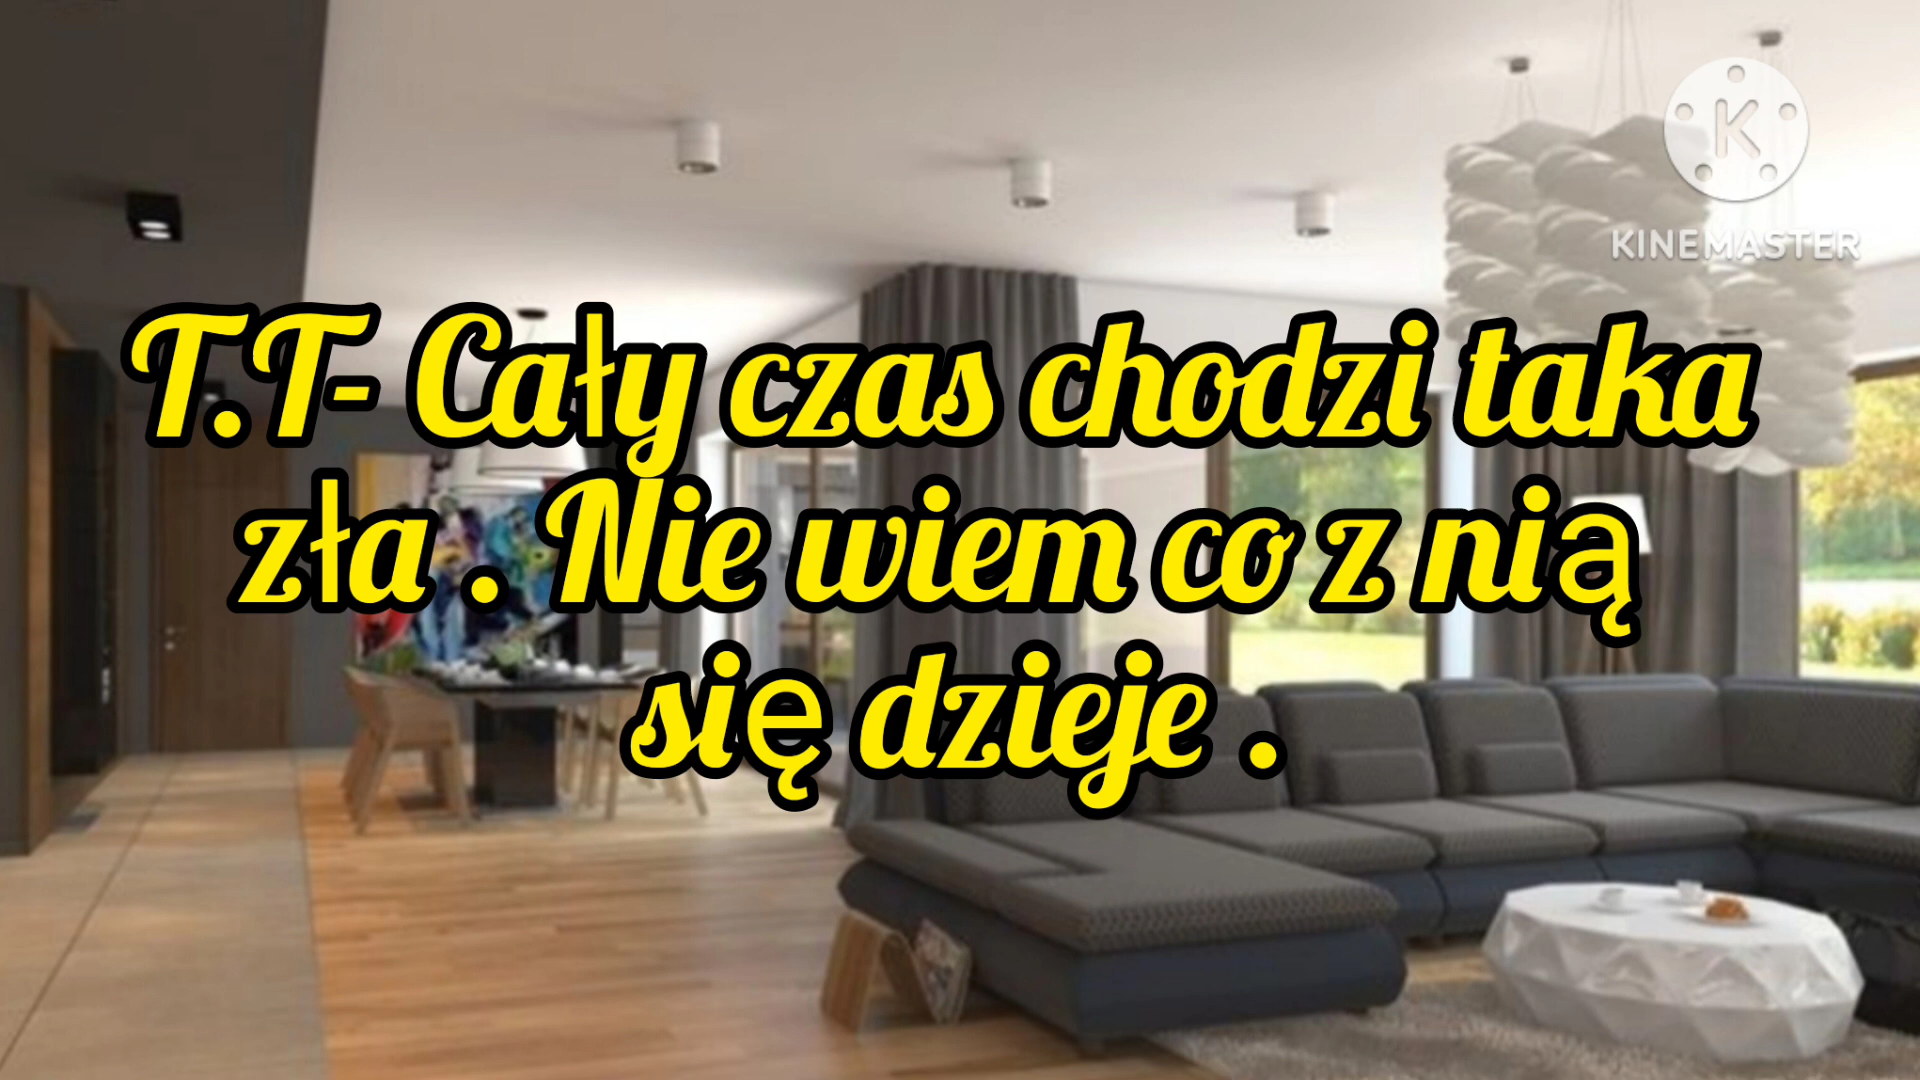 K
KINEMASTER
T.T- Cały czas chodzi taka
zła . Nie wiem co z nią
się dzieje .